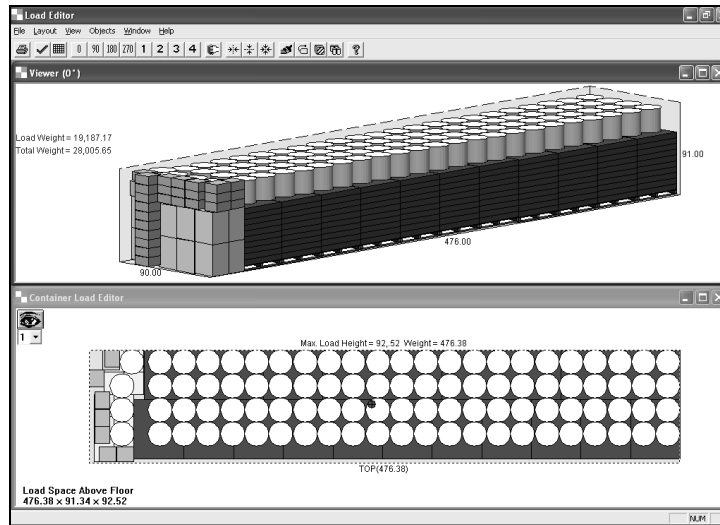 Load Editor
File Layout View Objects Window Help
0 90 180 270 1 2 3 4
Viewer (0°)
Load Weight = 19,187.17
Total Weight = 28,005.65
91.00
476.00
90.00
Container Load Editor
1
Max. Load Height = 92,.52 Weight = 476.38
TOP(476.38)
Load Space Above Floor
476.38 x 91.34 x 92.52
NUM